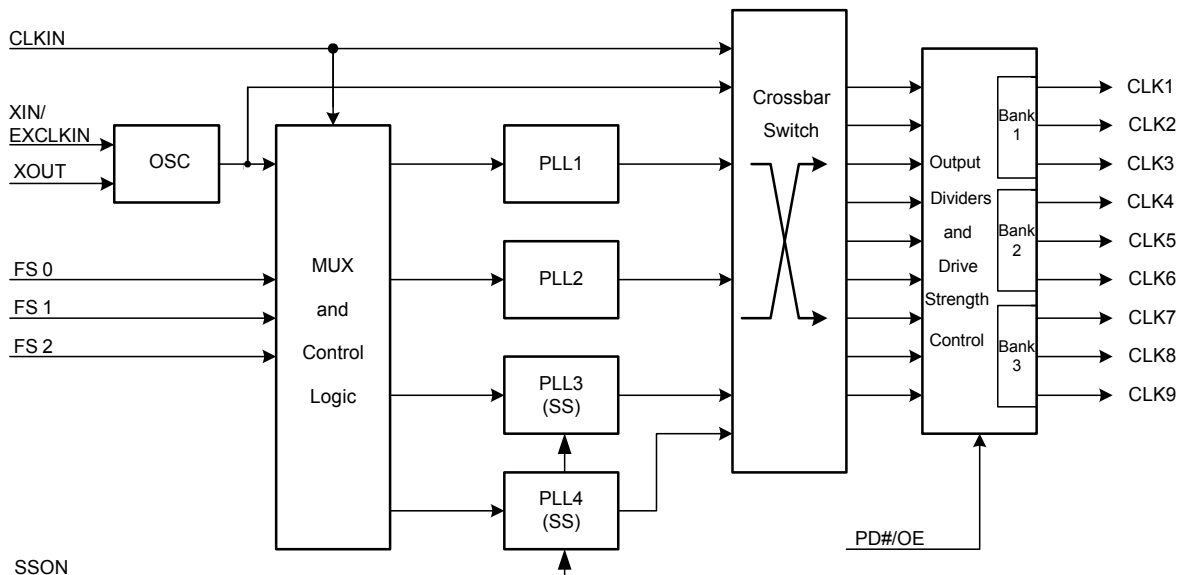 CLKIN
XIN/
EXCLKIN
XOUT
OSC
FS 0
FS 1
FS 2
MUX
and
Control
Logic
PLL1
PLL2
PLL3
(SS)
PLL4
(SS)
SSON
Crossbar
Switch
Output
Dividers
and
Drive
Strength
Control
Bank
1
Bank
2
Bank
3
CLK1
CLK2
CLK3
CLK4
CLK5
CLK6
CLK7
CLK8
CLK9
PD#/OE